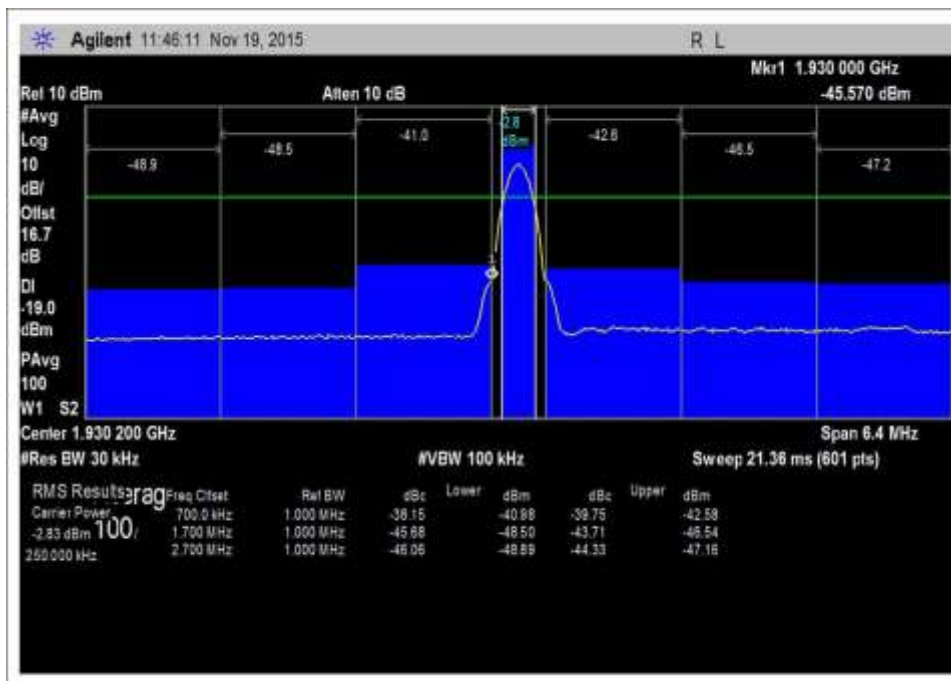 Agilent 11:46:11 Nov 19, 2015 R L
Mkr1 1.930 000 GHz
Ref 10 dBm Atten 10 dB -45.570 dBm
#Avg
Log
10
dB/
Offst
16.7
dB
DI
-19.0
dBm
PAvg
100
W1 S2
-48.9 -48.5 -41.0 -2.8 dBm -42.6 -46.5 -47.2
1
Center 1.930 200 GHz Span 6.4 MHz
#Res BW 30 kHz #VBW 100 kHz Sweep 21.36 ms (601 pts)
RMS Results Freq Offset Ref BW dBc Lower dBm dBc Upper dBm
Carrier Power 700.0 kHz 1.000 MHz -38.15 -40.98 -39.75 -42.58
-2.83 dBm / 100 1.700 MHz 1.000 MHz -45.68 -48.50 -43.71 -46.54
250.000 kHz 2.700 MHz 1.000 MHz -46.06 -48.89 -44.33 -47.16